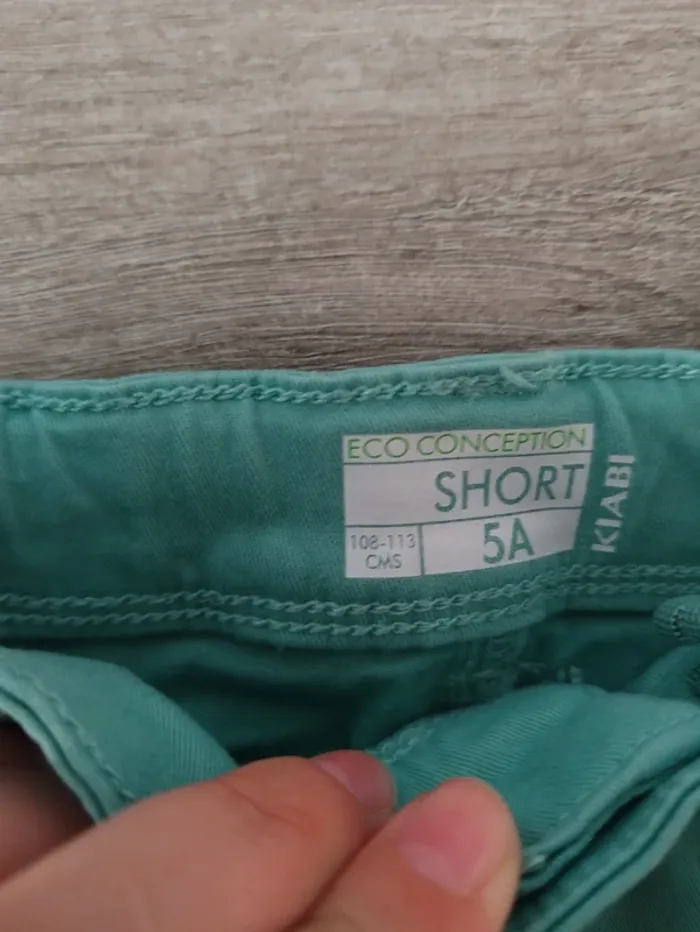 ECO CONCEPTION
SHORT
108-113
CMS
5A
KIABI